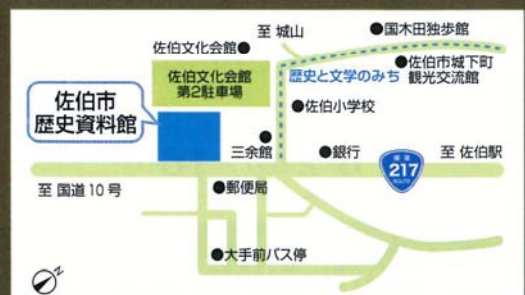 至 城山
●国木田独歩館
佐伯文化会館●
佐伯文化会館
第2駐車場
歴史と文学のみち
●佐伯市城下町
観光交流館
佐伯市
歴史資料館
●佐伯小学校
三余館
●銀行
国道
217
ROUTE
至 佐伯駅
至 国道10号
●郵便局
●大手前バス停
N